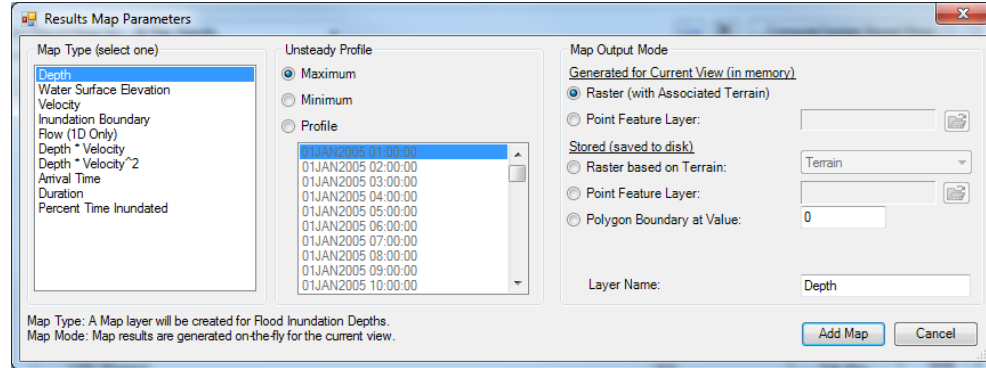 Results Map Parameters
Map Type (select one)
Depth
Water Surface Elevation
Velocity
Inundation Boundary
Flow (1D Only)
Depth * Velocity
Depth * Velocity^2
Arrival Time
Duration
Percent Time Inundated
Unsteady Profile
Maximum
Minimum
Profile
01JAN2005 01:00:00
01JAN2005 02:00:00
01JAN2005 03:00:00
01JAN2005 04:00:00
01JAN2005 05:00:00
01JAN2005 06:00:00
01JAN2005 07:00:00
01JAN2005 08:00:00
01JAN2005 09:00:00
01JAN2005 10:00:00
Map Output Mode
Generated for Current View (in memory)
Raster (with Associated Terrain)
Point Feature Layer:
Stored (saved to disk)
Raster based on Terrain: Terrain
Point Feature Layer:
Polygon Boundary at Value: 0
Layer Name: Depth
Map Type: A Map layer will be created for Flood Inundation Depths.
Map Mode: Map results are generated on-the-fly for the current view.
Add Map Cancel